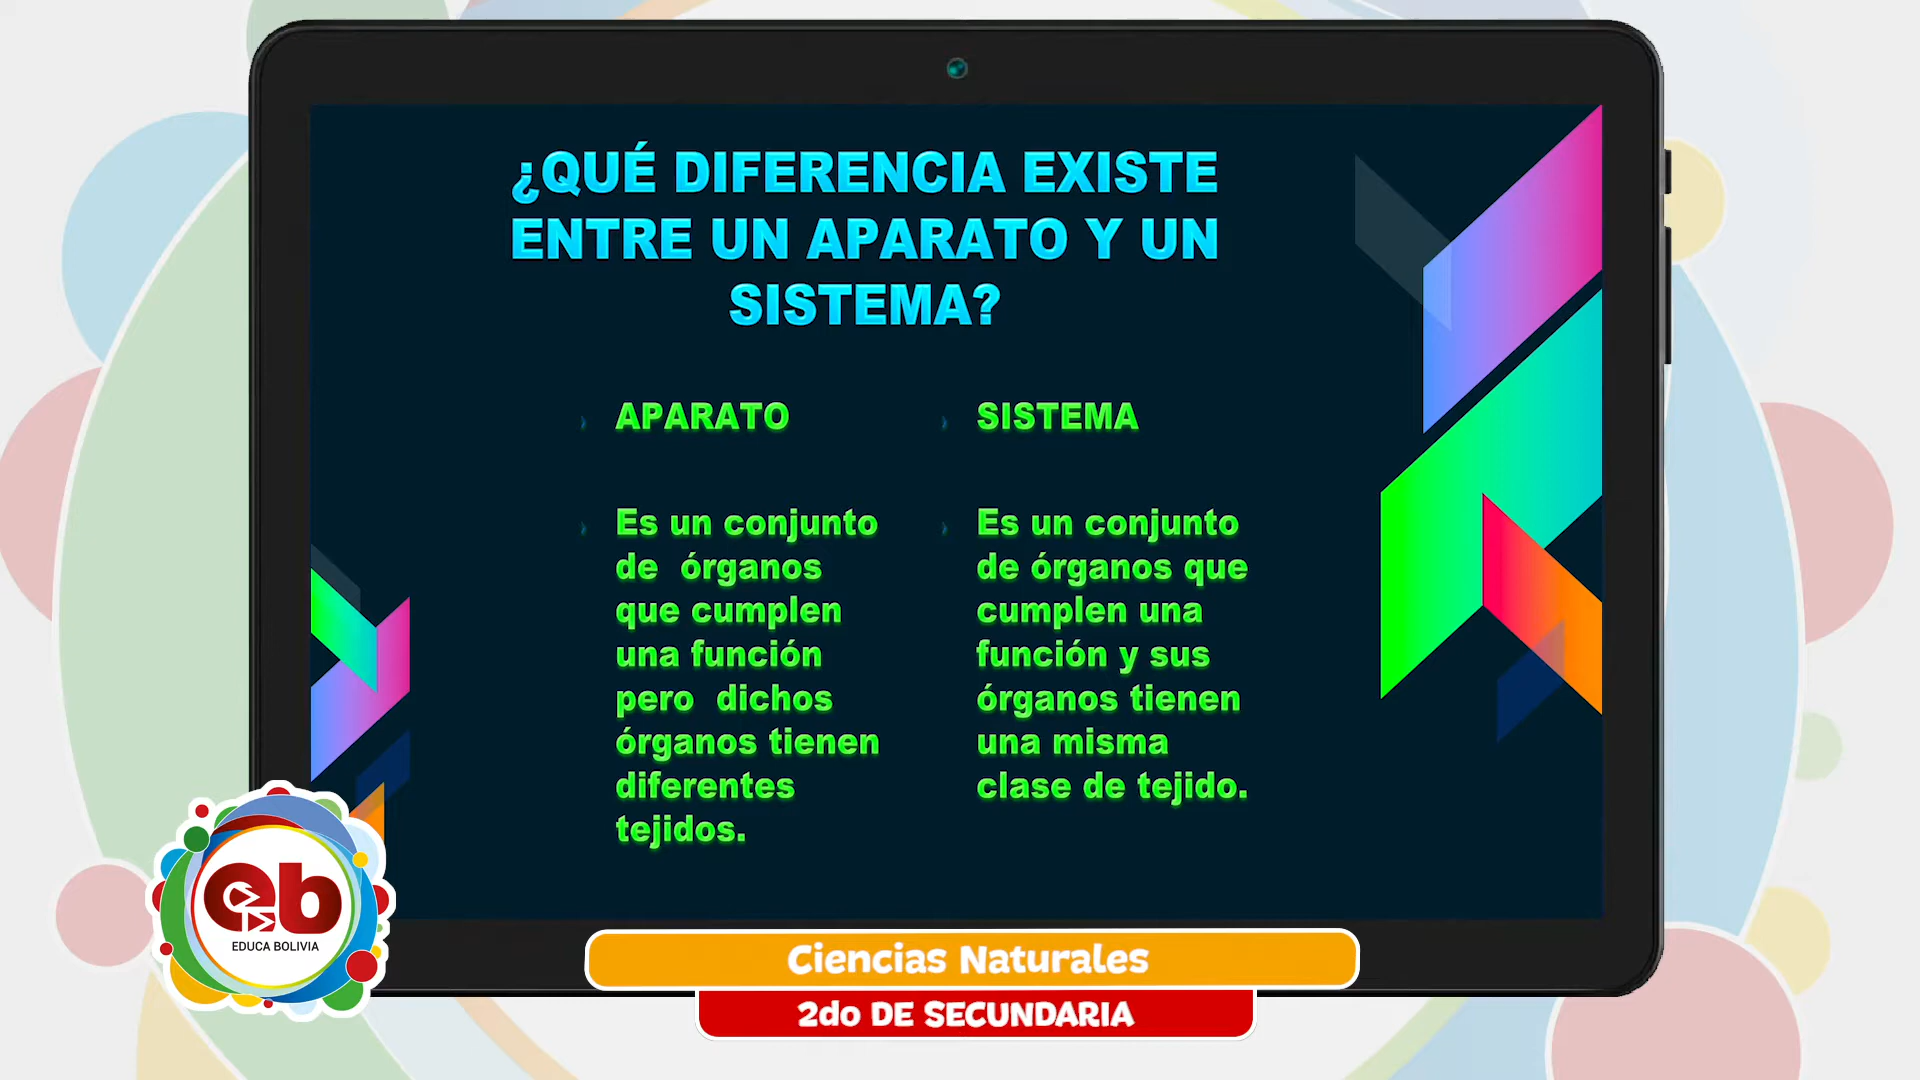 ¿QUÉ DIFERENCIA EXISTE
ENTRE UN APARATO Y UN
SISTEMA?
APARATO
Es un conjunto
de órganos
que cumplen
una función
pero dichos
órganos tienen
diferentes
tejidos.
SISTEMA
Es un conjunto
de órganos que
cumplen una
función y sus
órganos tienen
una misma
clase de tejido.
eb
EDUCA BOLIVIA
Ciencias Naturales
2do DE SECUNDARIA